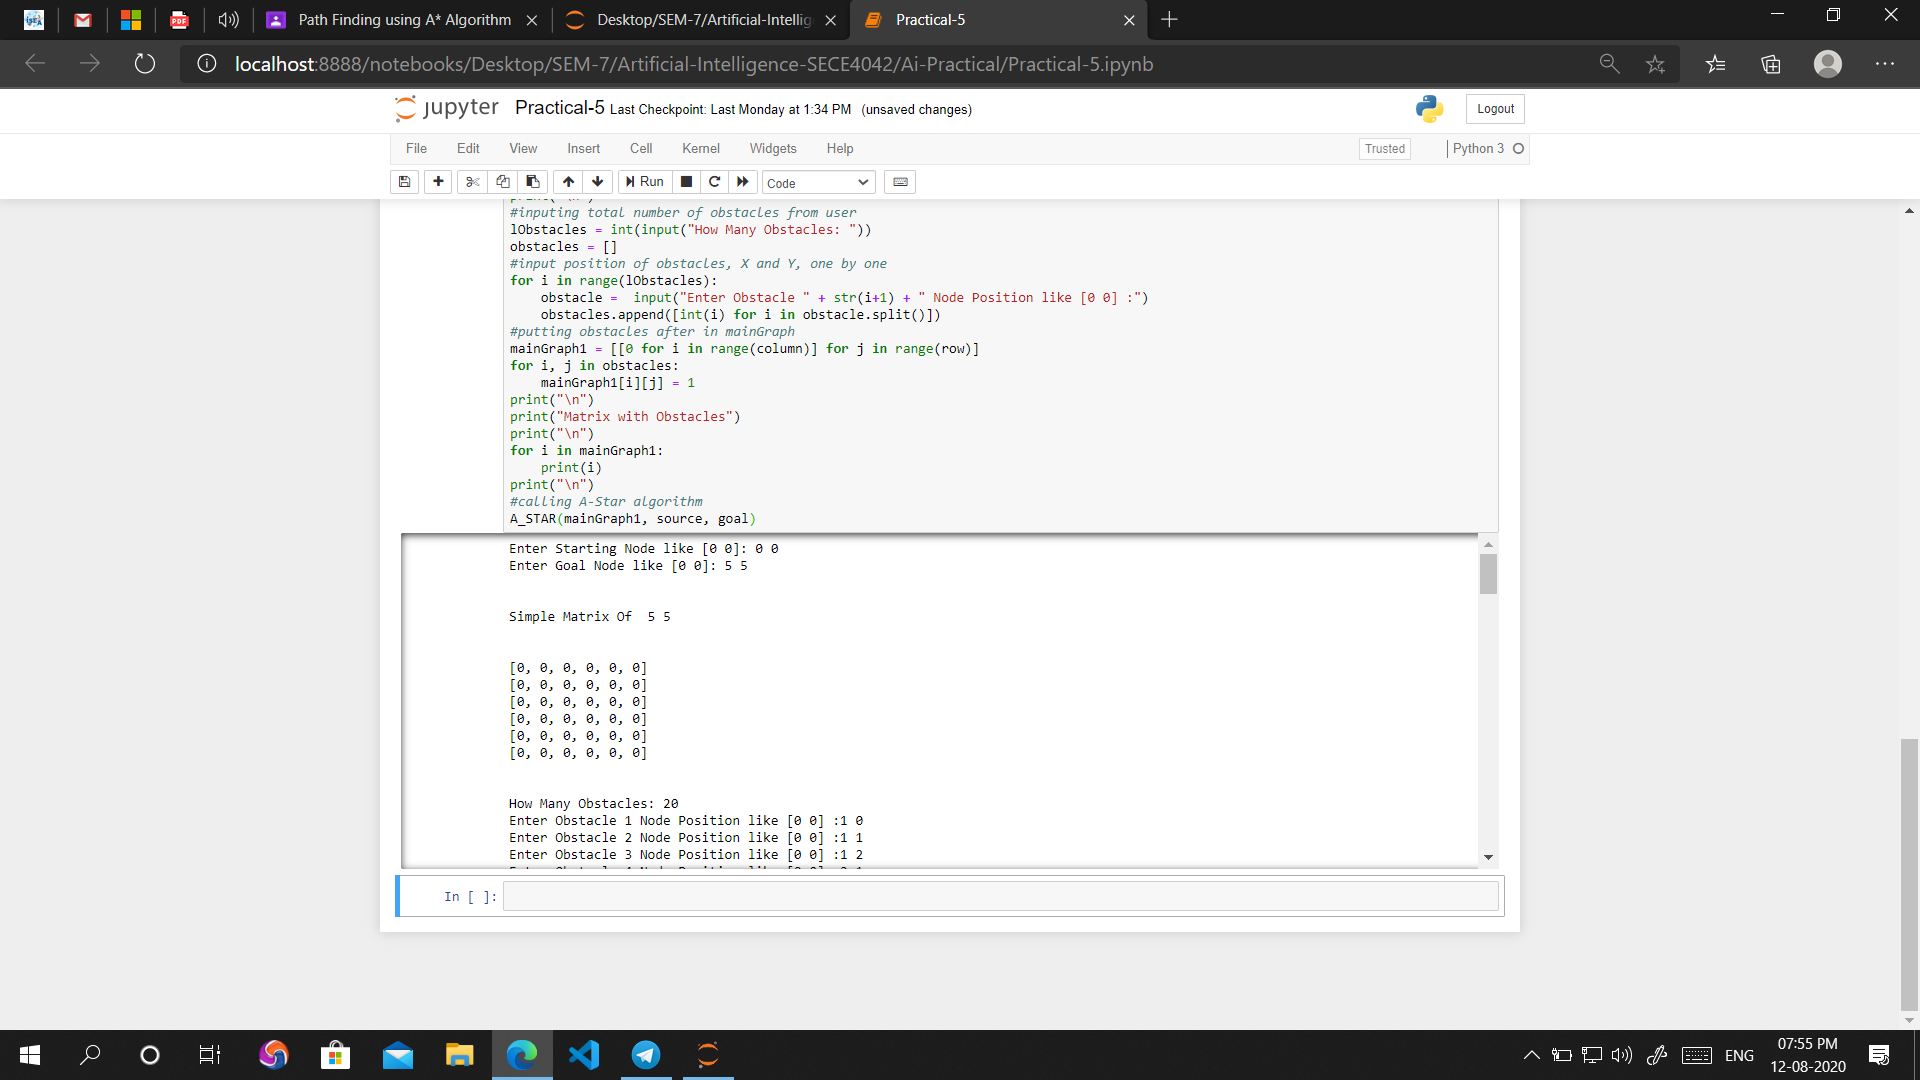 Path Finding using A* Algorithm
Desktop/SEM-7/Artificial-Intellig
Practical-5
localhost:8888/notebooks/Desktop/SEM-7/Artificial-Intelligence-SECE4042/Ai-Practical/Practical-5.ipynb
jupyter Practical-5 Last Checkpoint: Last Monday at 1:34 PM (unsaved changes)
Logout
File Edit View Insert Cell Kernel Widgets Help
Trusted Python 3
Run Code
#inputing total number of obstacles from user
lObstacles = int(input("How Many Obstacles: "))
obstacles = []
#input position of obstacles, X and Y, one by one
for i in range(lObstacles):
    obstacle =  input("Enter Obstacle " + str(i+1) + " Node Position like [0 0] :")
    obstacles.append([int(i) for i in obstacle.split()])
#putting obstacles after in mainGraph
mainGraph1 = [[0 for i in range(column)] for j in range(row)]
for i, j in obstacles:
    mainGraph1[i][j] = 1
print("\n")
print("Matrix with Obstacles")
print("\n")
for i in mainGraph1:
    print(i)
print("\n")
#calling A-Star algorithm
A_STAR(mainGraph1, source, goal)
Enter Starting Node like [0 0]: 0 0
Enter Goal Node like [0 0]: 5 5
Simple Matrix Of  5 5
[0, 0, 0, 0, 0, 0]
[0, 0, 0, 0, 0, 0]
[0, 0, 0, 0, 0, 0]
[0, 0, 0, 0, 0, 0]
[0, 0, 0, 0, 0, 0]
[0, 0, 0, 0, 0, 0]
How Many Obstacles: 20
Enter Obstacle 1 Node Position like [0 0] :1 0
Enter Obstacle 2 Node Position like [0 0] :1 1
Enter Obstacle 3 Node Position like [0 0] :1 2
In [ ]:
ENG
07:55 PM
12-08-2020